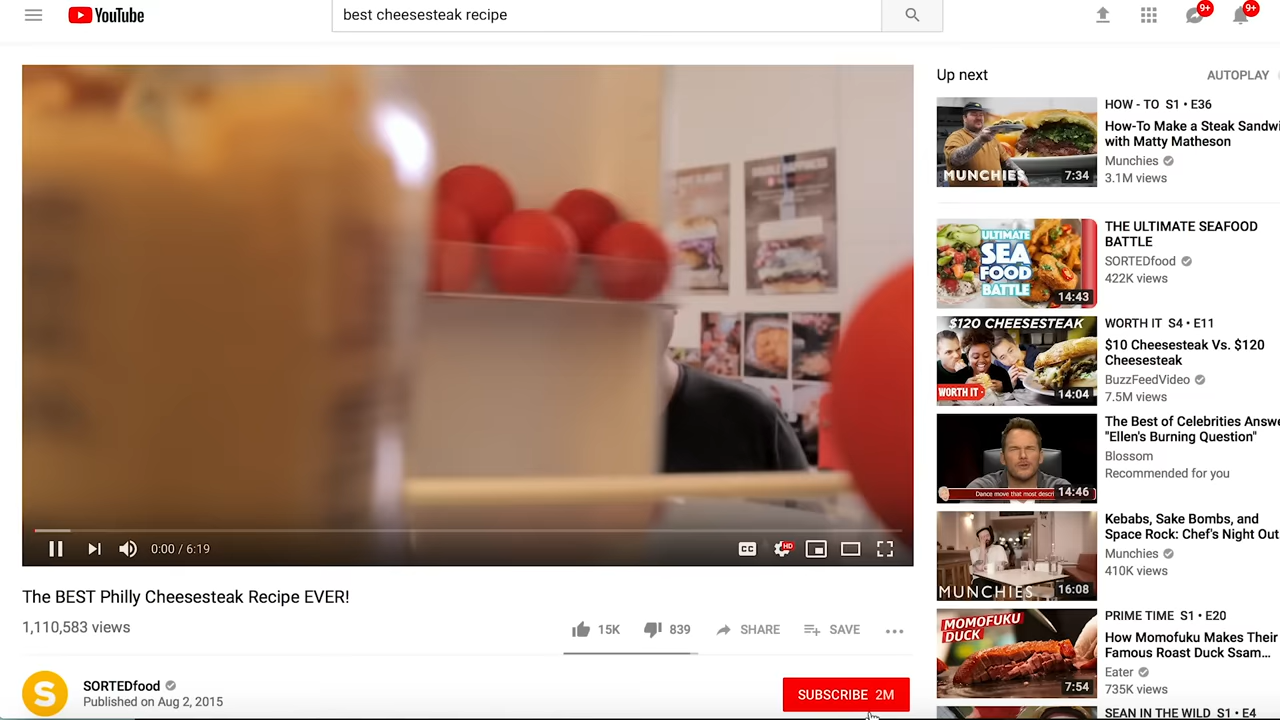 YouTube
best cheesesteak recipe
9+
9+
0:00 / 6:19
CC
HD
The BEST Philly Cheesesteak Recipe EVER!
1,110,583 views
15K
839
SHARE
SAVE
S
SORTEDfood
Published on Aug 2, 2015
SUBSCRIBE 2M
Up next
AUTOPLAY
MUNCHIES
7:34
HOW - TO S1 • E36
How-To Make a Steak Sandwi
with Matty Matheson
Munchies
3.1M views
ULTIMATE
SEA
FOOD
BATTLE
14:43
THE ULTIMATE SEAFOOD
BATTLE
SORTEDfood
422K views
$120 CHEESESTEAK
WORTH IT
14:04
WORTH IT S4 • E11
$10 Cheesesteak Vs. $120
Cheesesteak
BuzzFeedVideo
7.5M views
Dance move that most descri
14:46
The Best of Celebrities Answe
"Ellen's Burning Question"
Blossom
Recommended for you
MUNCHIES
16:08
Kebabs, Sake Bombs, and
Space Rock: Chef's Night Out
Munchies
410K views
MOMOFUKU
DUCK
7:54
PRIME TIME S1 • E20
How Momofuku Makes Their
Famous Roast Duck Ssam...
Eater
735K views
SEAN IN THE WILD S1 • E4